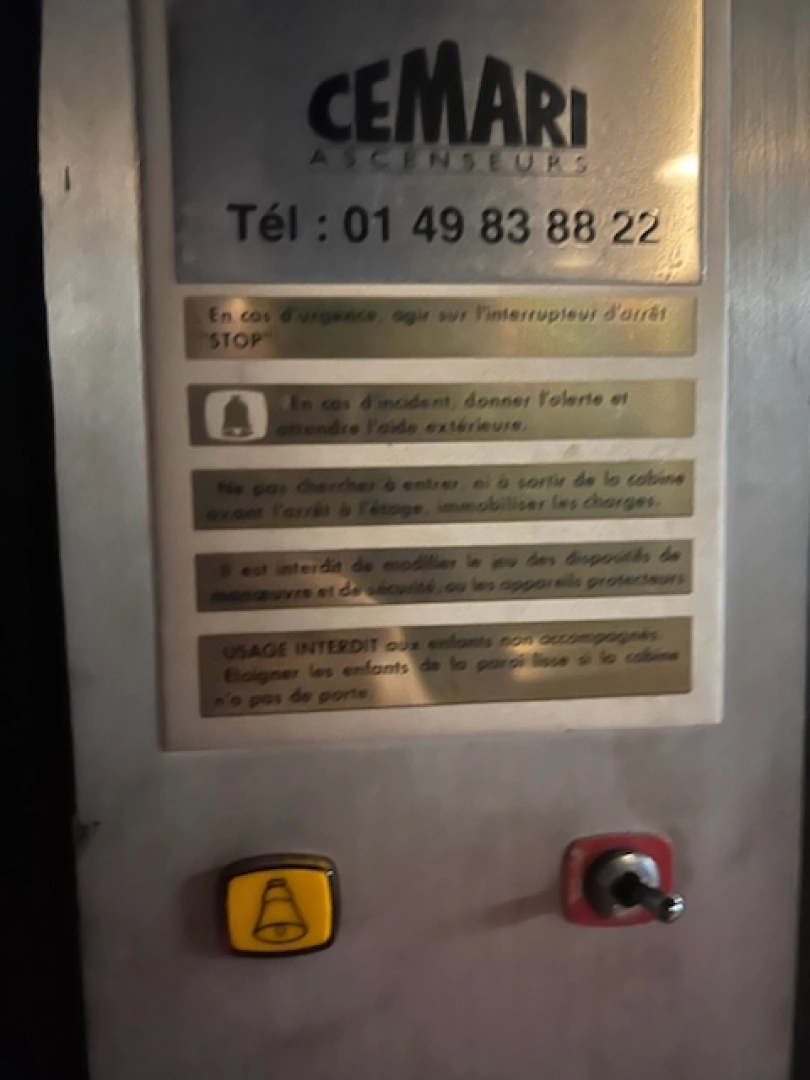 CEMARI
ASCENSEURS
Tél : 01 49 83 88 22
En cas d'urgence, agir sur l'interrupteur d'arrêt
"STOP"
En cas d'incident, donner l'alerte et
attendre l'aide extérieure.
Ne pas chercher à entrer, ni à sortir de la cabine
avant l'arrêt à l'étage, immobiliser les charges.
Il est interdit de modifier le jeu des dispositifs de
manœuvre et de sécurité, ou les appareils protecteurs
USAGE INTERDIT aux enfants non accompagnés.
Eloigner les enfants de la paroi lisse si la cabine
n'a pas de porte.